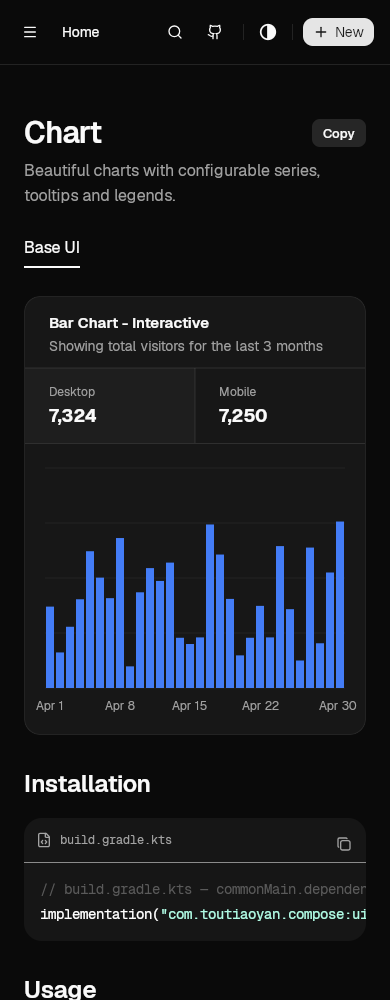 Home
New
Chart
Copy
Beautiful charts with configurable series,
tooltips and legends.
Base UI
Bar Chart - Interactive
Showing total visitors for the last 3 months
Desktop
Mobile
7,324
7,250
Apr 1
Apr 8
Apr 15
Apr 22
Apr 30
Installation
build.gradle.kts
// build.gradle.kts — commonMain.dependen
implementation("com.toutiaoyan.compose:ui
Usage